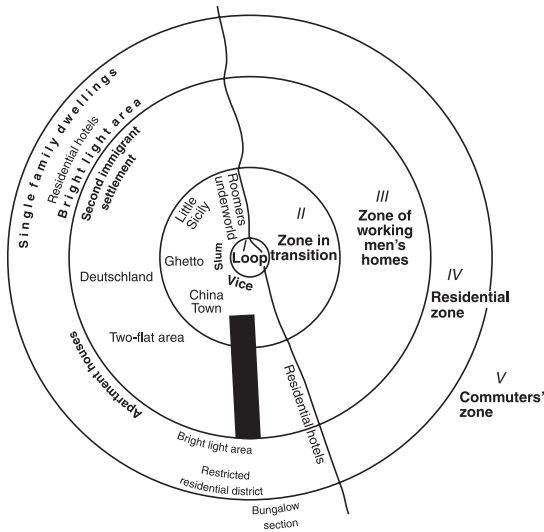 Single family dwellings
Residential hotels
Bright light area
Second immigrant
settlement
Little
Sicily
Roomers
underworld
II
Zone in
transition
III
Zone of
working
men's
homes
Ghetto
Slum
Loop
Vice
Deutschland
China
Town
IV
Residential
zone
Two-flat area
Apartment houses
Residential hotels
V
Commuters'
zone
Bright light area
Restricted
residential district
Bungalow
section